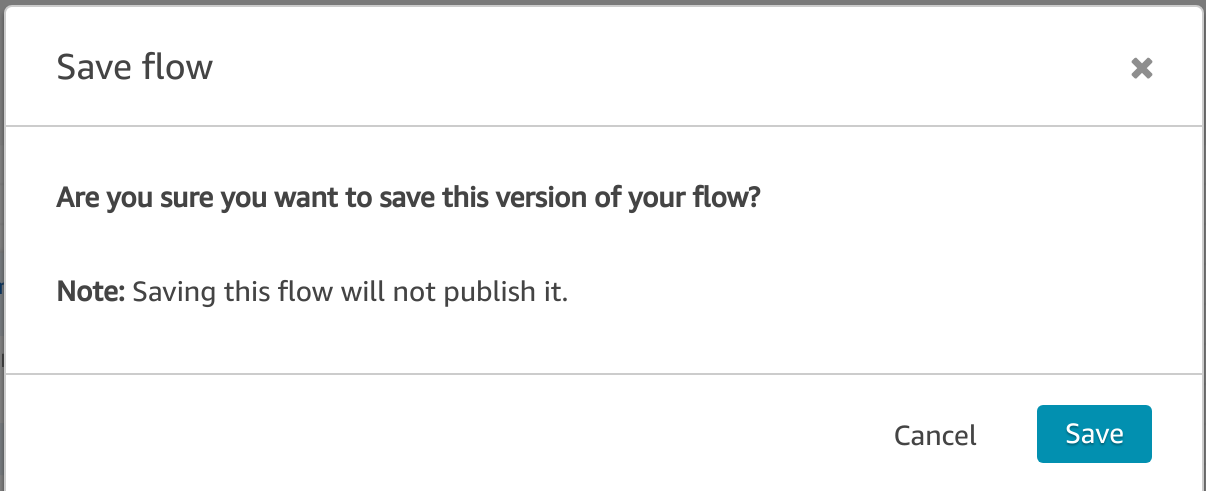 Save flow
Are you sure you want to save this version of your flow?
Note: Saving this flow will not publish it.
Cancel
Save